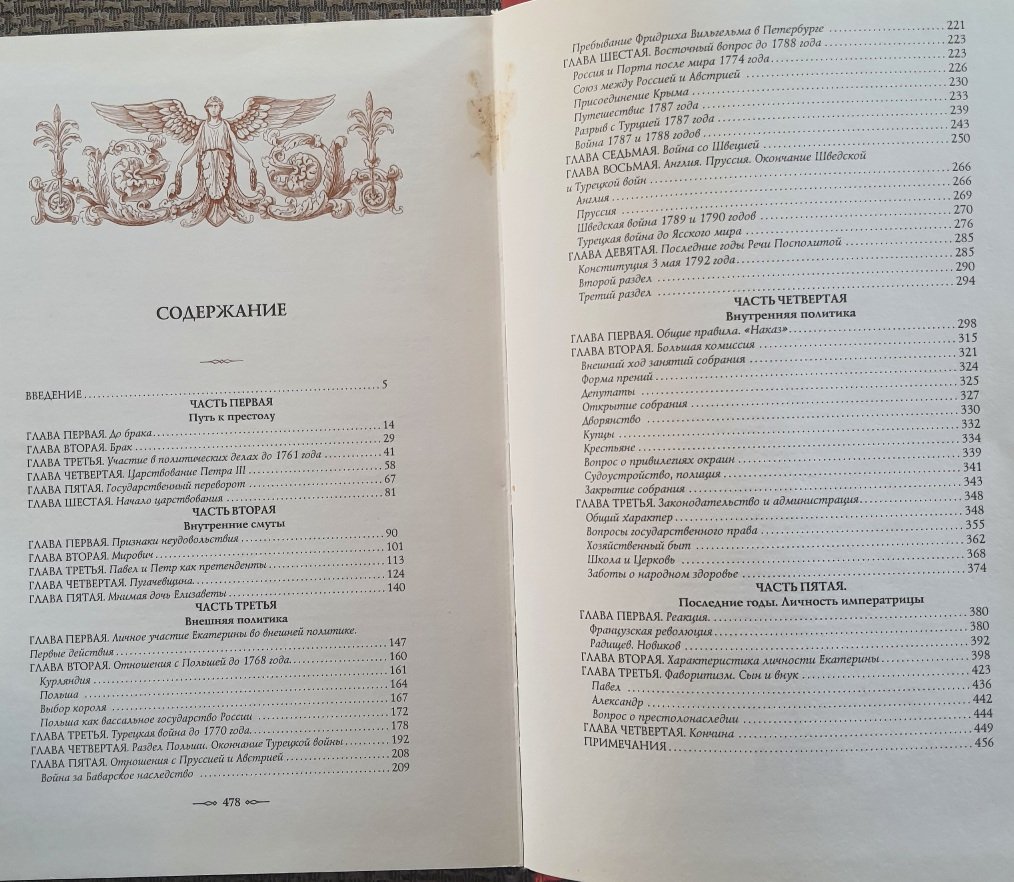 СОДЕРЖАНИЕ
ВВЕДЕНИЕ 5
ЧАСТЬ ПЕРВАЯ
Путь к престолу
ГЛАВА ПЕРВАЯ. До брака 14
ГЛАВА ВТОРАЯ. Брак 29
ГЛАВА ТРЕТЬЯ. Участие в политических делах до 1761 года 41
ГЛАВА ЧЕТВЕРТАЯ. Царствование Петра III 58
ГЛАВА ПЯТАЯ. Государственный переворот 67
ГЛАВА ШЕСТАЯ. Начало царствования 81
ЧАСТЬ ВТОРАЯ
Внутренние смуты
ГЛАВА ПЕРВАЯ. Признаки неудовольствия 90
ГЛАВА ВТОРАЯ. Мирович 101
ГЛАВА ТРЕТЬЯ. Павел и Петр как претенденты 113
ГЛАВА ЧЕТВЕРТАЯ. Пугачевщина 124
ГЛАВА ПЯТАЯ. Мнимая дочь Елизаветы 140
ЧАСТЬ ТРЕТЬЯ
Внешняя политика
ГЛАВА ПЕРВАЯ. Личное участие Екатерины во внешней политике.
Первые действия 147
ГЛАВА ВТОРАЯ. Отношения с Польшей до 1768 года 160
Курляндия 161
Польша 164
Выбор короля 167
Польша как вассальное государство России 172
ГЛАВА ТРЕТЬЯ. Турецкая война до 1770 года 178
ГЛАВА ЧЕТВЕРТАЯ. Раздел Польши. Окончание Турецкой войны 192
ГЛАВА ПЯТАЯ. Отношения с Пруссией и Австрией 208
Война за Баварское наследство 209
478
Пребывание Фридриха Вильгельма в Петербурге 221
ГЛАВА ШЕСТАЯ. Восточный вопрос до 1788 года 223
Россия и Порта после мира 1774 года 223
Союз между Россией и Австрией 226
Присоединение Крыма 230
Путешествие 1787 года 233
Разрыв с Турцией 1787 года 239
Война 1787 и 1788 годов 243
ГЛАВА СЕДЬМАЯ. Война со Швецией 250
ГЛАВА ВОСЬМАЯ. Англия. Пруссия. Окончание Шведской
и Турецкой войн 266
Англия 266
Пруссия 269
Шведская война 1789 и 1790 годов 270
Турецкая война до Ясского мира 276
ГЛАВА ДЕВЯТАЯ. Последние годы Речи Посполитой 285
Конституция 3 мая 1792 года 285
Второй раздел 290
Третий раздел 294
ЧАСТЬ ЧЕТВЕРТАЯ
Внутренняя политика
ГЛАВА ПЕРВАЯ. Общие правила. «Наказ» 298
ГЛАВА ВТОРАЯ. Большая комиссия 315
Внешний ход занятий собрания 321
Форма прений 324
Депутаты 325
Открытие собрания 327
Дворянство 330
Купцы 332
Крестьяне 334
Вопрос о привилегиях окраин 339
Судоустройство, полиция 341
Закрытие собрания 343
ГЛАВА ТРЕТЬЯ. Законодательство и администрация 348
Общий характер 348
Вопросы государственного права 355
Хозяйственный быт 362
Школа и Церковь 368
Заботы о народном здоровье 374
ЧАСТЬ ПЯТАЯ.
Последние годы. Личность императрицы
ГЛАВА ПЕРВАЯ. Реакция 380
Французская революция 380
Радищев. Новиков 392
ГЛАВА ВТОРАЯ. Характеристика личности Екатерины 398
ГЛАВА ТРЕТЬЯ. Фаворитизм. Сын и внук 423
Павел 436
Александр 442
Вопрос о престолонаследии 444
ГЛАВА ЧЕТВЕРТАЯ. Кончина 449
ПРИМЕЧАНИЯ 456